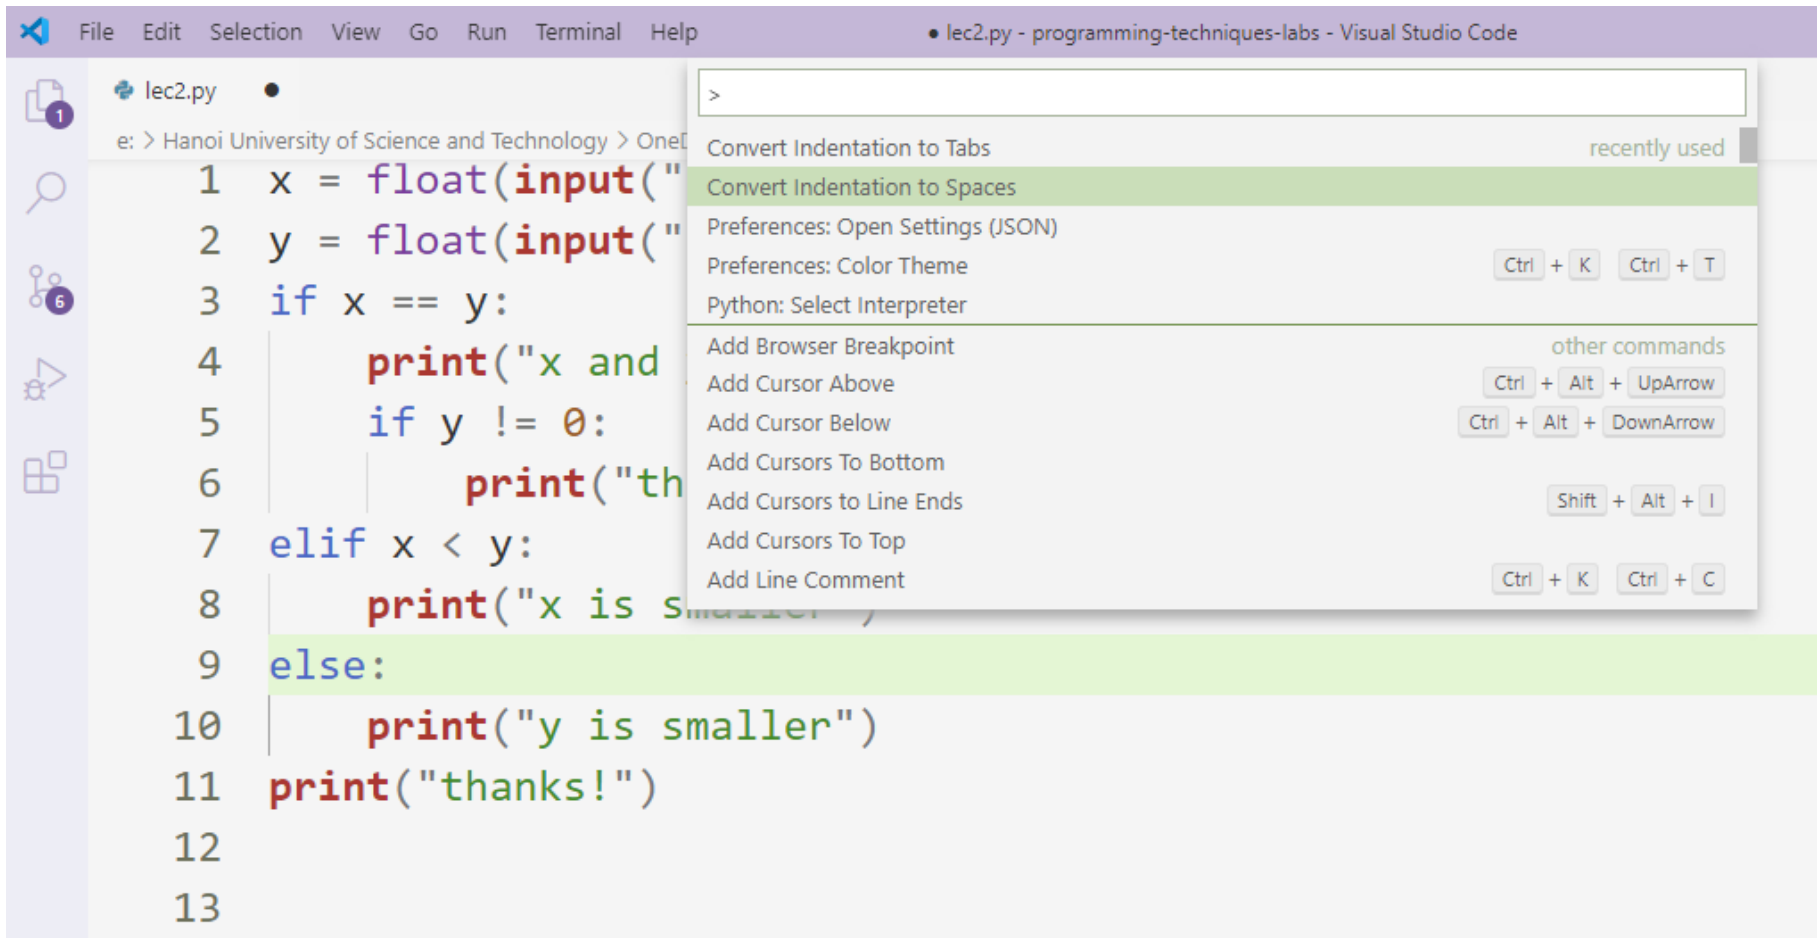 File Edit Selection View Go Run Terminal Help ● lec2.py - programming-techniques-labs - Visual Studio Code
lec2.py ●
e: > Hanoi University of Science and Technology > One
>
Convert Indentation to Tabs recently used
Convert Indentation to Spaces
Preferences: Open Settings (JSON)
Preferences: Color Theme Ctrl + K Ctrl + T
Python: Select Interpreter
Add Browser Breakpoint other commands
Add Cursor Above Ctrl + Alt + UpArrow
Add Cursor Below Ctrl + Alt + DownArrow
Add Cursors To Bottom
Add Cursors to Line Ends Shift + Alt + I
Add Cursors To Top
Add Line Comment Ctrl + K Ctrl + C
1
6
1 x = float(input("
2 y = float(input("
3 if x == y:
4 print("x and
5 if y != 0:
6 print("th
7 elif x < y:
8 print("x is smaller")
9 else:
10 print("y is smaller")
11 print("thanks!")
12
13